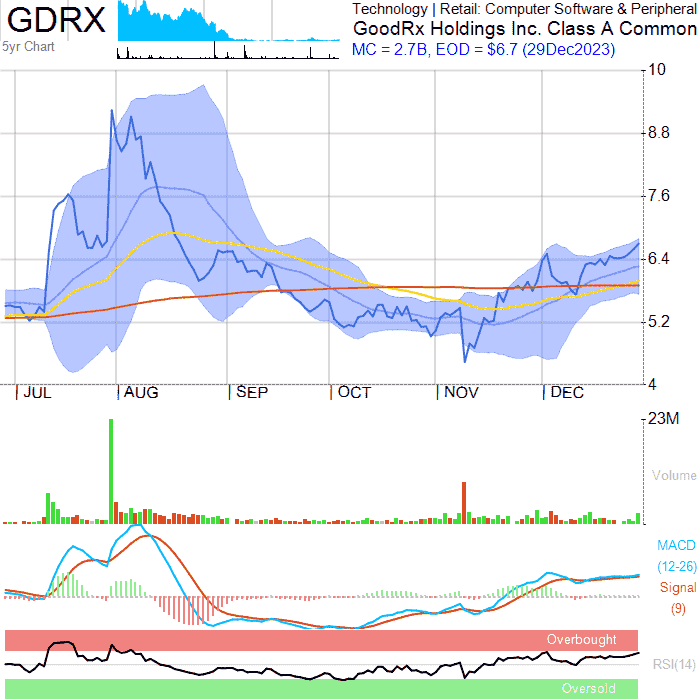 GDRX
5yr Chart
Technology | Retail: Computer Software & Peripheral
GoodRx Holdings Inc. Class A Common
MC = 2.7B, EOD = $6.7 (29Dec2023)
10
8.8
7.6
6.4
5.2
4
JUL AUG SEP OCT NOV DEC
23M
Volume
MACD
(12-26)
Signal
(9)
Overbought
RSI(14)
Oversold